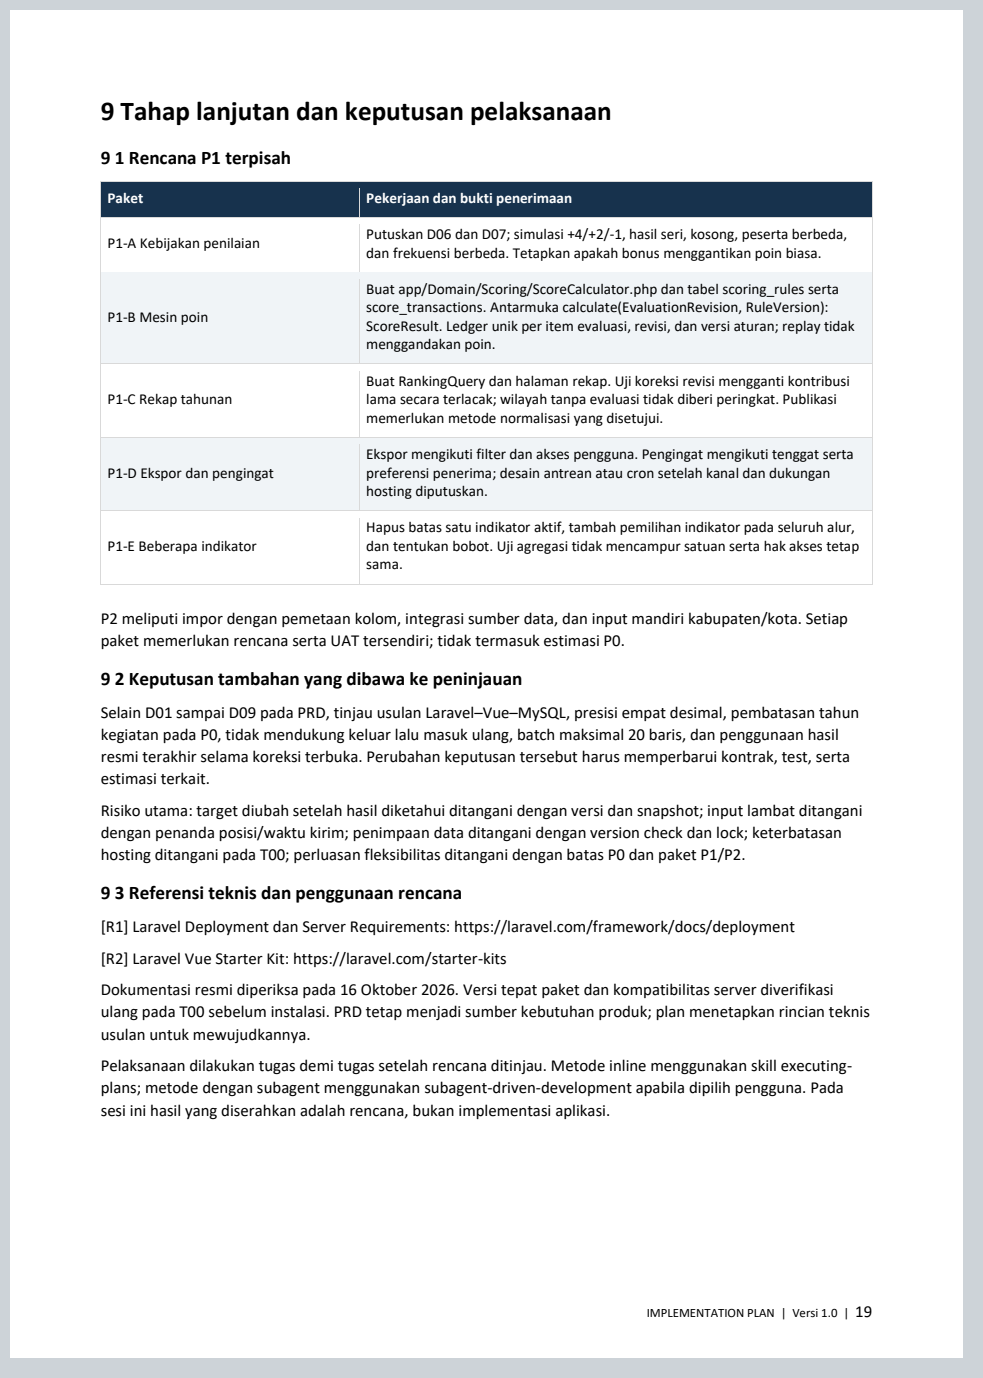 9 Tahap lanjutan dan keputusan pelaksanaan
9 1 Rencana P1 terpisah
Paket
Pekerjaan dan bukti penerimaan
P1-A Kebijakan penilaian
Putuskan D06 dan D07; simulasi +4/+2/-1, hasil seri, kosong, peserta berbeda,
dan frekuensi berbeda. Tetapkan apakah bonus menggantikan poin biasa.
P1-B Mesin poin
Buat app/Domain/Scoring/ScoreCalculator.php dan tabel scoring_rules serta
score_transactions. Antarmuka calculate(EvaluationRevision, RuleVersion):
ScoreResult. Ledger unik per item evaluasi, revisi, dan versi aturan; replay tidak
menggandakan poin.
P1-C Rekap tahunan
Buat RankingQuery dan halaman rekap. Uji koreksi revisi mengganti kontribusi
lama secara terlacak; wilayah tanpa evaluasi tidak diberi peringkat. Publikasi
memerlukan metode normalisasi yang disetujui.
P1-D Ekspor dan pengingat
Ekspor mengikuti filter dan akses pengguna. Pengingat mengikuti tenggat serta
preferensi penerima; desain antrean atau cron setelah kanal dan dukungan
hosting diputuskan.
P1-E Beberapa indikator
Hapus batas satu indikator aktif, tambah pemilihan indikator pada seluruh alur,
dan tentukan bobot. Uji agregasi tidak mencampur satuan serta hak akses tetap
sama.
P2 meliputi impor dengan pemetaan kolom, integrasi sumber data, dan input mandiri kabupaten/kota. Setiap
paket memerlukan rencana serta UAT tersendiri; tidak termasuk estimasi P0.
9 2 Keputusan tambahan yang dibawa ke peninjauan
Selain D01 sampai D09 pada PRD, tinjau usulan Laravel–Vue–MySQL, presisi empat desimal, pembatasan tahun
kegiatan pada P0, tidak mendukung keluar lalu masuk ulang, batch maksimal 20 baris, dan penggunaan hasil
resmi terakhir selama koreksi terbuka. Perubahan keputusan tersebut harus memperbarui kontrak, test, serta
estimasi terkait.
Risiko utama: target diubah setelah hasil diketahui ditangani dengan versi dan snapshot; input lambat ditangani
dengan penanda posisi/waktu kirim; penimpaan data ditangani dengan version check dan lock; keterbatasan
hosting ditangani pada T00; perluasan fleksibilitas ditangani dengan batas P0 dan paket P1/P2.
9 3 Referensi teknis dan penggunaan rencana
[R1] Laravel Deployment dan Server Requirements: https://laravel.com/framework/docs/deployment
[R2] Laravel Vue Starter Kit: https://laravel.com/starter-kits
Dokumentasi resmi diperiksa pada 16 Oktober 2026. Versi tepat paket dan kompatibilitas server diverifikasi
ulang pada T00 sebelum instalasi. PRD tetap menjadi sumber kebutuhan produk; plan menetapkan rincian teknis
usulan untuk mewujudkannya.
Pelaksanaan dilakukan tugas demi tugas setelah rencana ditinjau. Metode inline menggunakan skill executing-
plans; metode dengan subagent menggunakan subagent-driven-development apabila dipilih pengguna. Pada
sesi ini hasil yang diserahkan adalah rencana, bukan implementasi aplikasi.
IMPLEMENTATION PLAN | Versi 1.0 | 19